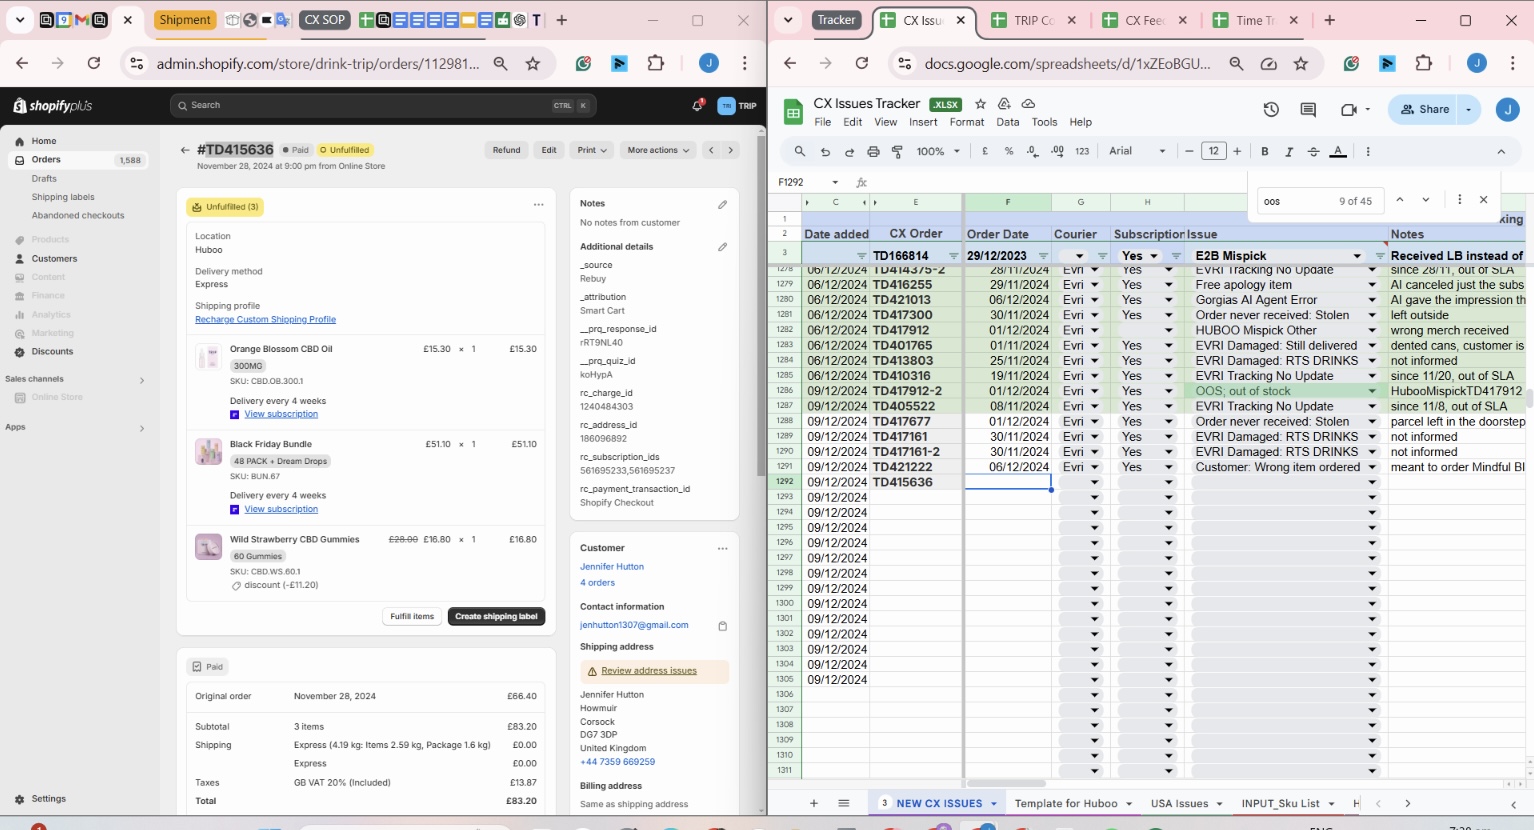 Shipment
CX SOP
T
admin.shopify.com/store/drink-trip/orders/112981...
J
shopifyplus
Search
CTRL K
TRI
TRIP
Home
Orders
1,588
Drafts
Shipping labels
Abandoned checkouts
Products
Customers
Content
Finance
Analytics
Marketing
Discounts
Sales channels
Online Store
Apps
Settings
#TD415636
Paid
Unfulfilled
Refund
Edit
Print
More actions
November 28, 2024 at 9:00 pm from Online Store
Unfulfilled (3)
Location
Huboo
Delivery method
Express
Shipping profile
Recharge Custom Shipping Profile
Orange Blossom CBD Oil £15.30 × 1 £15.30
300MG
SKU: CBD.OB.300.1
Delivery every 4 weeks
View subscription
Black Friday Bundle £51.10 × 1 £51.10
48 PACK + Dream Drops
SKU: BUN.67
Delivery every 4 weeks
View subscription
Wild Strawberry CBD Gummies £28.00 £16.80 × 1 £16.80
60 Gummies
SKU: CBD.WS.60.1
discount (-£11.20)
Fulfill items
Create shipping label
Paid
Original order November 28, 2024 £66.40
Subtotal 3 items £83.20
Shipping Express (4.19 kg: Items 2.59 kg, Package 1.6 kg) £0.00
Express £0.00
Taxes GB VAT 20% (Included) £13.87
Total £83.20
Notes
No notes from customer
Additional details
_source
Rebuy
_attribution
Smart Cart
__prq_response_id
rRT9NL40
__prq_quiz_id
koHypA
rc_charge_id
1240484303
rc_address_id
186096892
rc_subscription_ids
561695233,561695237
rc_payment_transaction_id
Shopify Checkout
Customer
Jennifer Hutton
4 orders
Contact information
jenhutton1307@gmail.com
Shipping address
Review address issues
Jennifer Hutton
Howmuir
Corsock
DG7 3DP
United Kingdom
+44 7359 669259
Billing address
Same as shipping address
Tracker
CX Issu
TRIP Co
CX Feed
Time Tr
docs.google.com/spreadsheets/d/1xZEoBGU...
J
CX Issues Tracker .XLSX
File Edit View Insert Format Data Tools Help
Share
J
100% £ % .0 .00 123 Arial 12 B I S A
F1292 fx
oos 9 of 45
C E F G H
1 king
2 Date added CX Order Order Date Courier Subscription Issue Notes
3 TD166814 29/12/2023 Yes E2B Mispick Received LB instead of
1278 06/12/2024 TD414375-2 28/11/2024 Evri Yes EVRI Tracking No Update since 28/11, out of SLA
1279 06/12/2024 TD416255 29/11/2024 Evri Yes Free apology item AI canceled just the subs
1280 06/12/2024 TD421013 06/12/2024 Evri Yes Gorgias AI Agent Error AI gave the impression th
1281 06/12/2024 TD417300 30/11/2024 Evri Yes Order never received: Stolen left outside
1282 06/12/2024 TD417912 01/12/2024 Evri HUBOO Mispick Other wrong merch received
1283 06/12/2024 TD401765 01/11/2024 Evri Yes EVRI Damaged: Still delivered dented cans, customer is
1284 06/12/2024 TD413803 25/11/2024 Evri Yes EVRI Damaged: RTS DRINKS not informed
1285 06/12/2024 TD410316 19/11/2024 Evri Yes EVRI Tracking No Update since 11/20, out of SLA
1286 09/12/2024 TD417912-2 01/12/2024 Evri Yes OOS; out of stock HubooMispickTD417912
1287 09/12/2024 TD405522 08/11/2024 Evri Yes EVRI Tracking No Update since 11/8, out of SLA
1288 09/12/2024 TD417677 01/12/2024 Evri Yes Order never received: Stolen parcel left in the doorstep
1289 09/12/2024 TD417161 30/11/2024 Evri Yes EVRI Damaged: RTS DRINKS not informed
1290 09/12/2024 TD417161-2 30/11/2024 Evri Yes EVRI Damaged: RTS DRINKS not informed
1291 09/12/2024 TD421222 06/12/2024 Evri Yes Customer: Wrong item ordered meant to order Mindful Bl
1292 09/12/2024 TD415636
1293 09/12/2024
1294 09/12/2024
1295 09/12/2024
1296 09/12/2024
1297 09/12/2024
1298 09/12/2024
1299 09/12/2024
1300 09/12/2024
1301 09/12/2024
1302 09/12/2024
1303 09/12/2024
1304 09/12/2024
1305 09/12/2024
1306
1307
1308
1309
1310
1311
3 NEW CX ISSUES
Template for Huboo
USA Issues
INPUT_Sku List